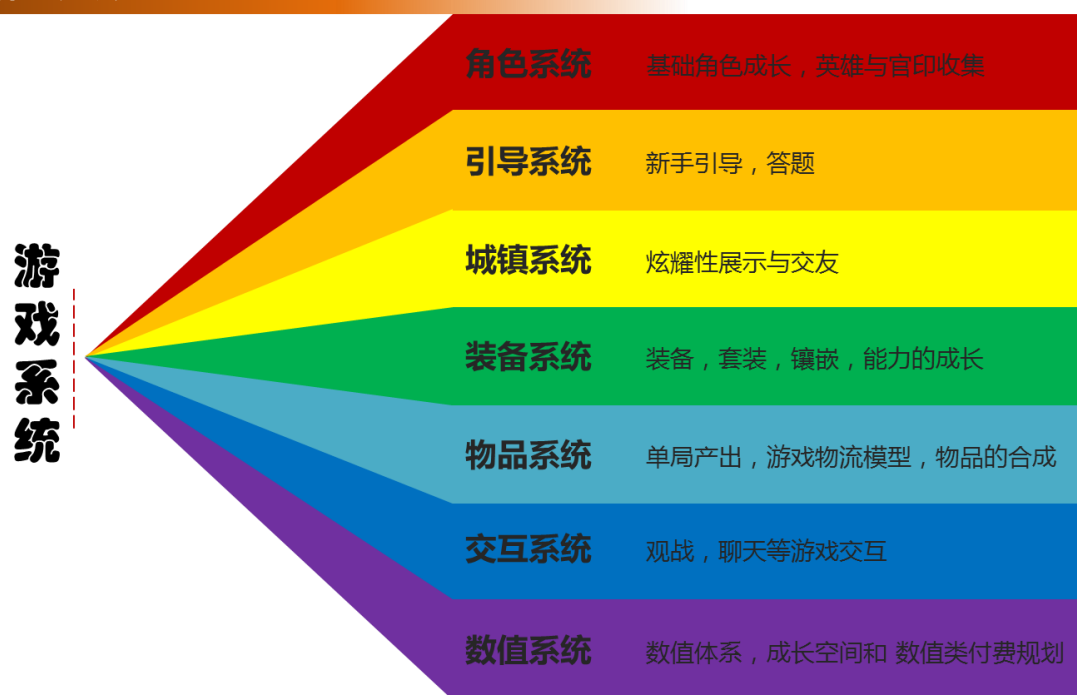 游戏系统
角色系统 基础角色成长，英雄与官印收集
引导系统 新手引导，答题
城镇系统 炫耀性展示与交友
装备系统 装备，套装，镶嵌，能力的成长
物品系统 单局产出，游戏物流模型，物品的合成
交互系统 观战，聊天等游戏交互
数值系统 数值体系，成长空间和 数值类付费规划